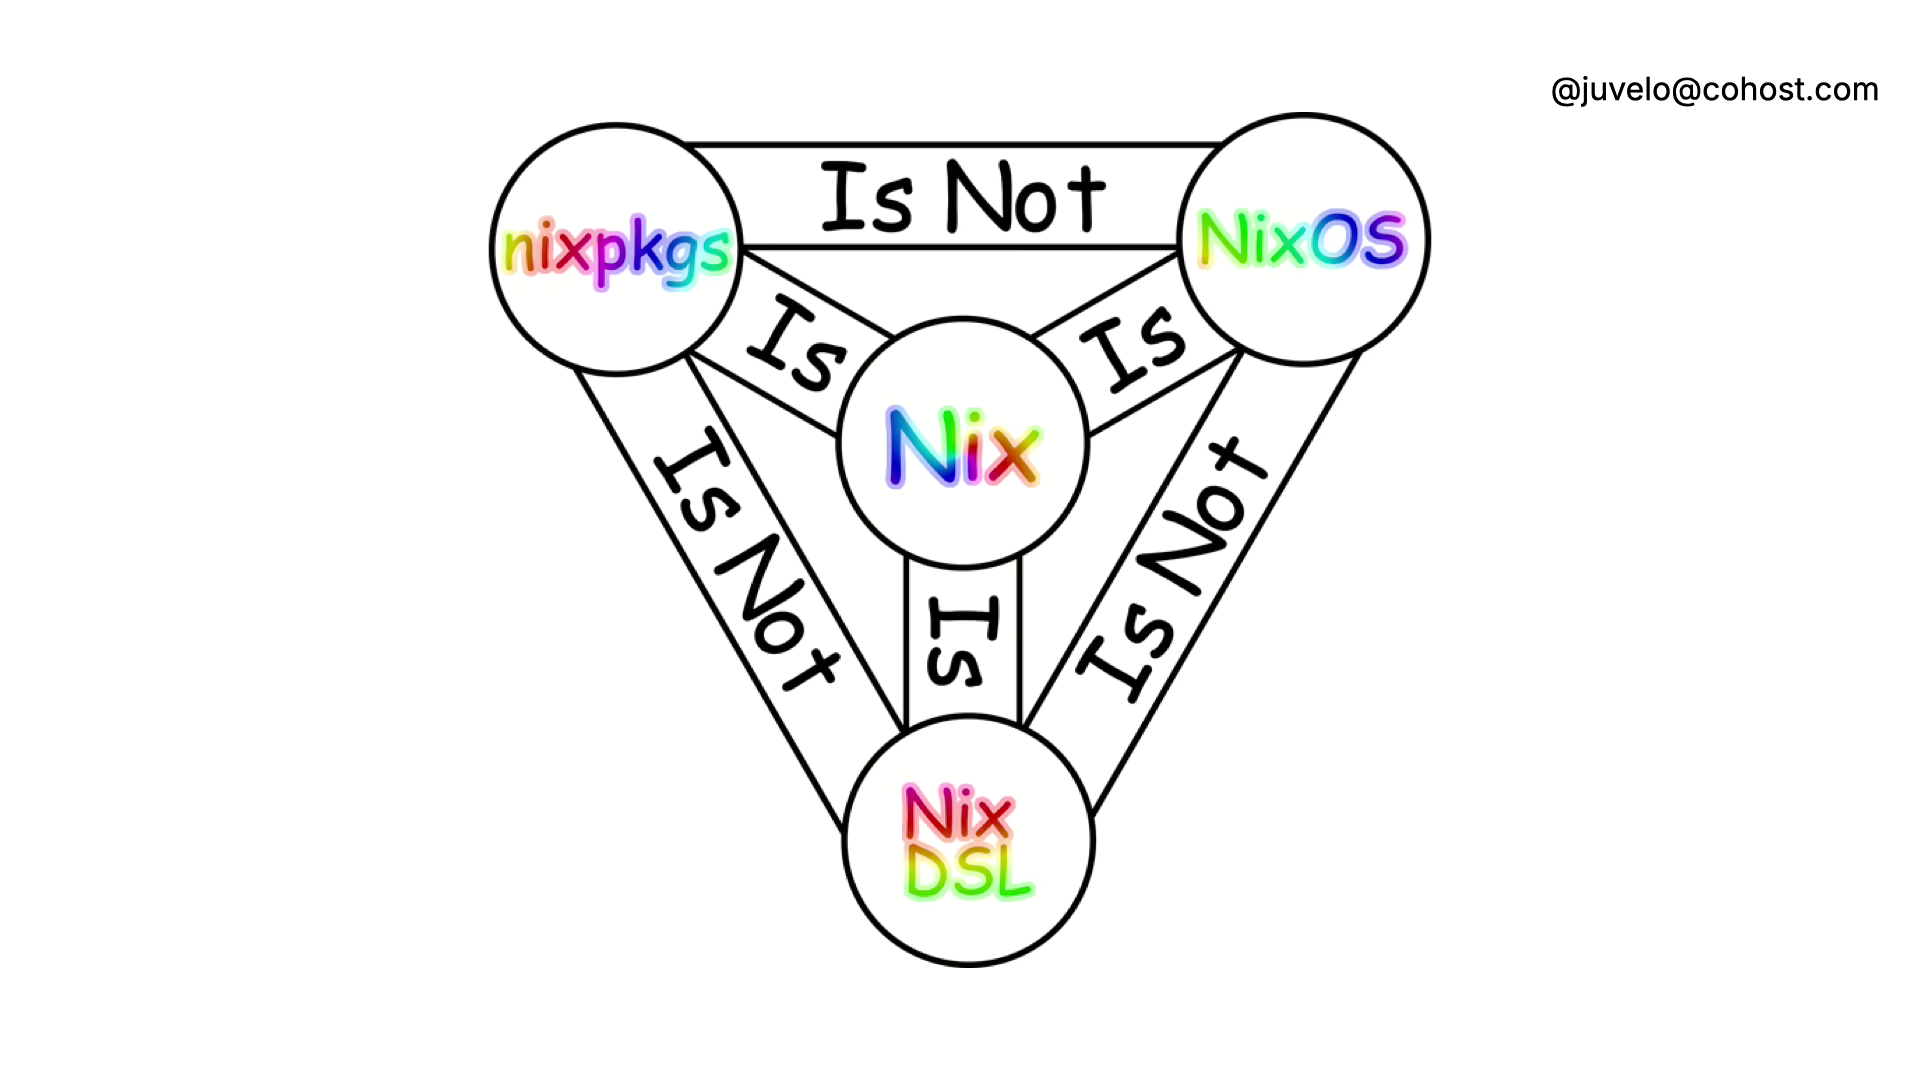 @juvelo@cohost.com
nixpkgs
Is Not
NixOS
Is
Is
Nix
Is Not
Is
Is Not
Nix
DSL